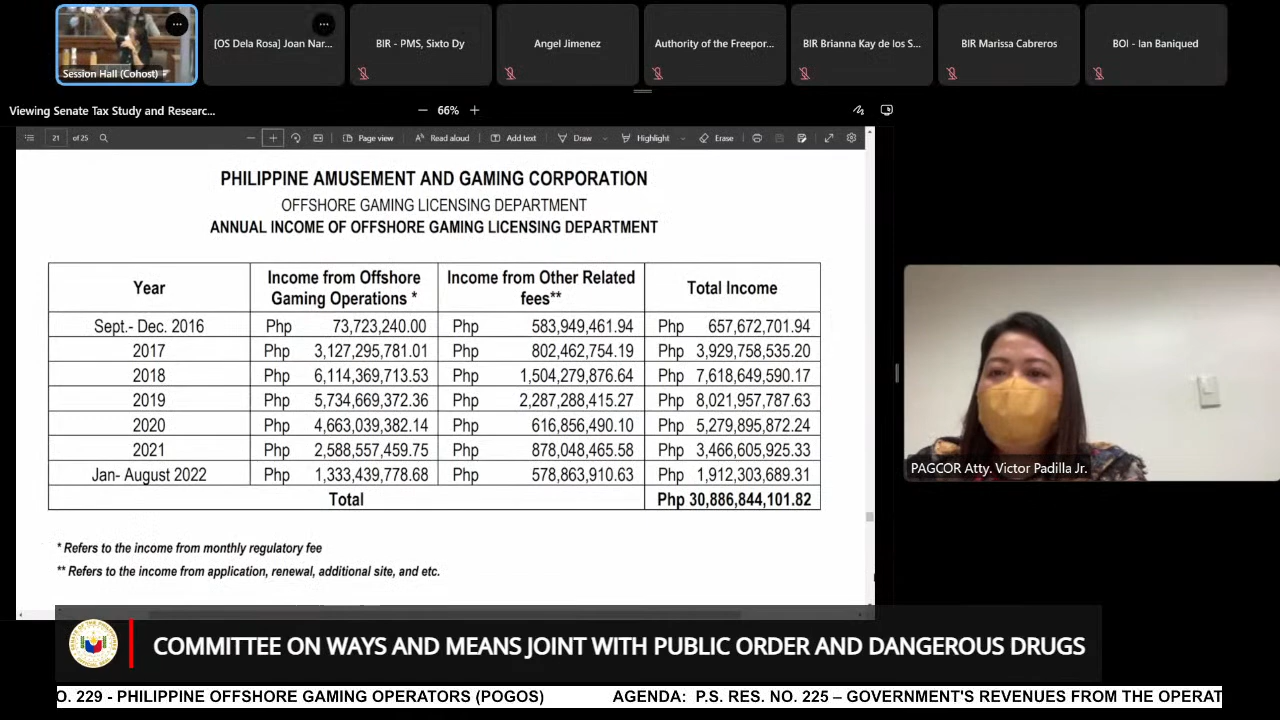 Session Hall (Cohost)
[OS Dela Rosa] Joan Nar...
BIR - PMS, Sixto Dy
Angel Jimenez
Authority of the Freepor...
BIR Brianna Kay de los S...
BIR Marissa Cabreros
BOI - Ian Baniqued
Viewing Senate Tax Study and Researc...
66%
21 of 25
Page view
Read aloud
Add text
Draw
Highlight
Erase
PHILIPPINE AMUSEMENT AND GAMING CORPORATION
OFFSHORE GAMING LICENSING DEPARTMENT
ANNUAL INCOME OF OFFSHORE GAMING LICENSING DEPARTMENT
Year Income from Offshore Gaming Operations * Income from Other Related fees** Total Income
Sept.- Dec. 2016 Php 73,723,240.00 Php 583,949,461.94 Php 657,672,701.94
2017 Php 3,127,295,781.01 Php 802,462,754.19 Php 3,929,758,535.20
2018 Php 6,114,369,713.53 Php 1,504,279,876.64 Php 7,618,649,590.17
2019 Php 5,734,669,372.36 Php 2,287,288,415.27 Php 8,021,957,787.63
2020 Php 4,663,039,382.14 Php 616,856,490.10 Php 5,279,895,872.24
2021 Php 2,588,557,459.75 Php 878,048,465.58 Php 3,466,605,925.33
Jan- August 2022 Php 1,333,439,778.68 Php 578,863,910.63 Php 1,912,303,689.31
Total Php 30,886,844,101.82
* Refers to the income from monthly regulatory fee
** Refers to the income from application, renewal, additional site, and etc.
PAGCOR Atty. Victor Padilla Jr.
COMMITTEE ON WAYS AND MEANS JOINT WITH PUBLIC ORDER AND DANGEROUS DRUGS
O. 229 - PHILIPPINE OFFSHORE GAMING OPERATORS (POGOS) AGENDA: P.S. RES. NO. 225 – GOVERNMENT'S REVENUES FROM THE OPERAT